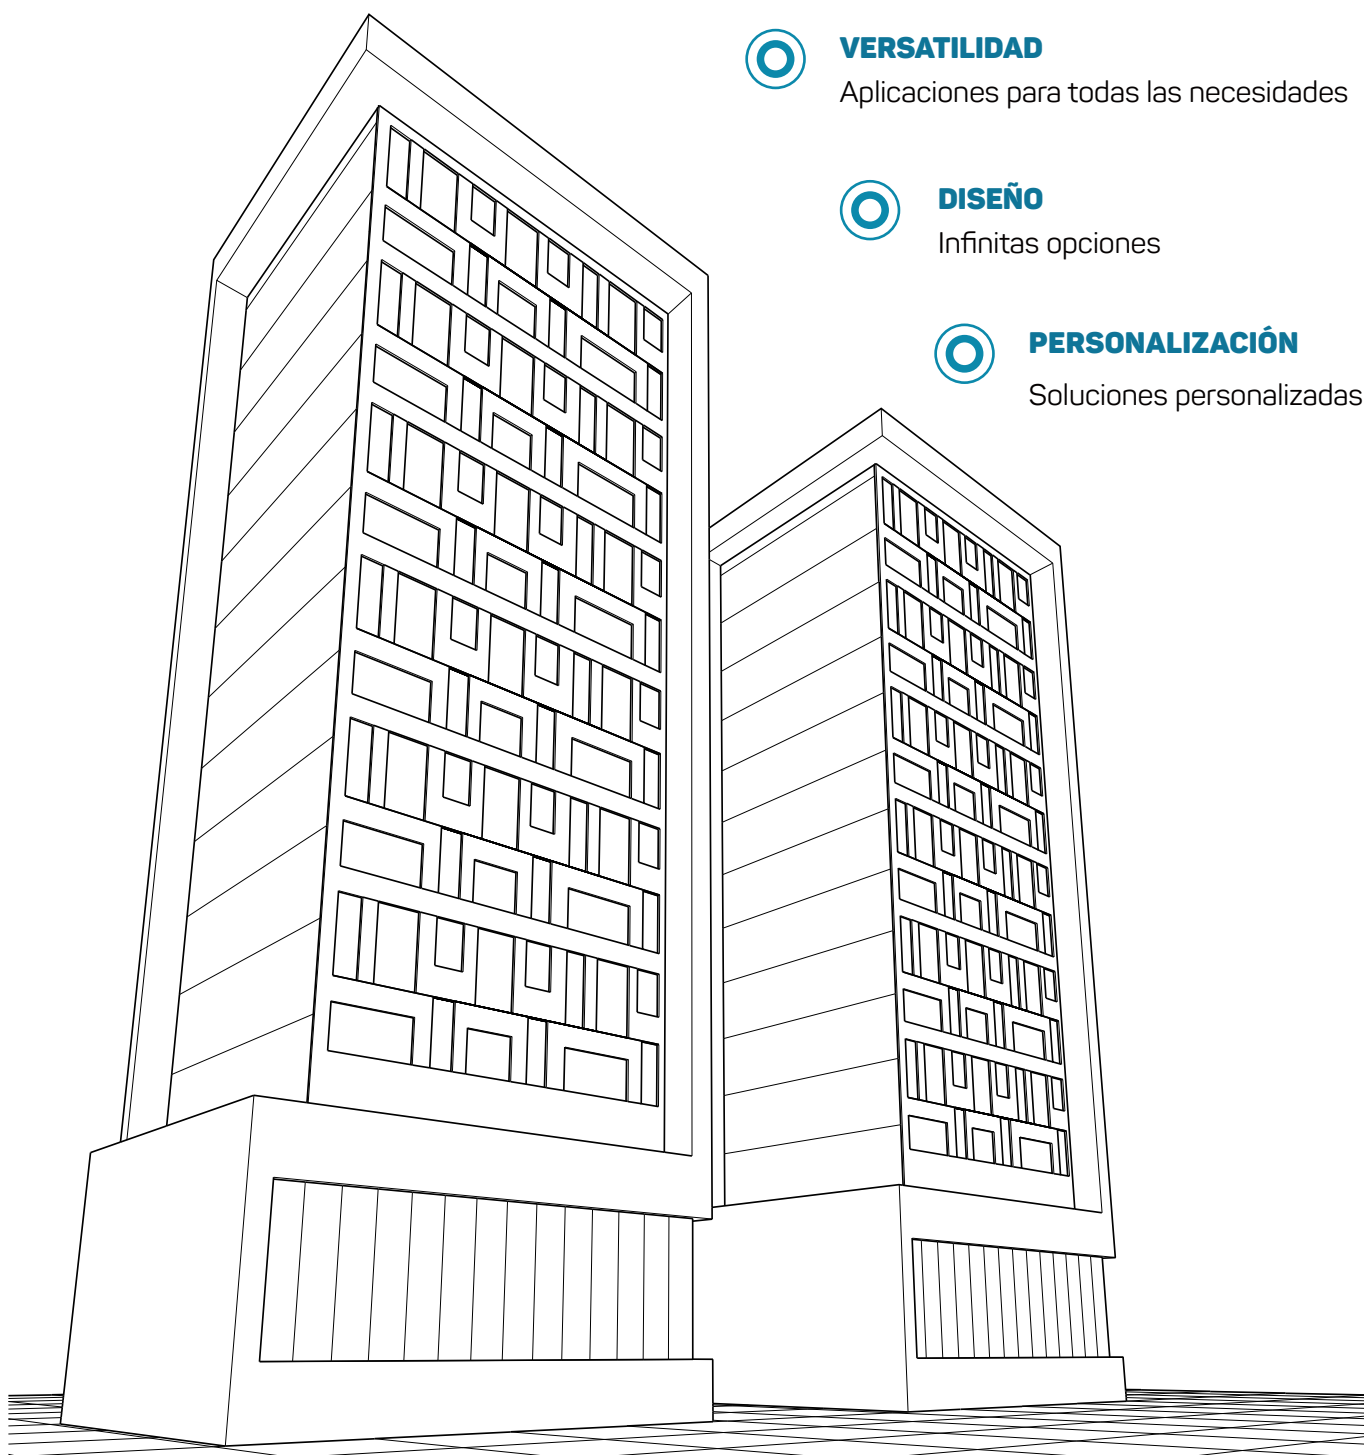 VERSATILIDAD
Aplicaciones para todas las necesidades
DISEÑO
Infinitas opciones
PERSONALIZACIÓN
Soluciones personalizadas